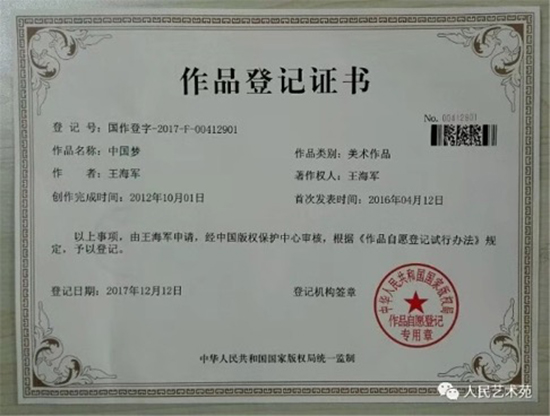 作品登记证书
No. 00412901
登 记 号：国作登字-2017-F-00412901
作品名称：中国梦 作品类别：美术作品
作 者：王海军 著作权人：王海军
创作完成时间：2012年10月01日 首次发表时间：2016年04月12日
以上事项，由王海军申请，经中国版权保护中心审核，根据《作品自愿登记试行办法》规
定，予以登记。
登记日期：2017年12月12日 登记机构签章
中华人民共和国国家版权局
作品自愿登记
专用章
中华人民共和国国家版权局统一监制
人民艺术苑